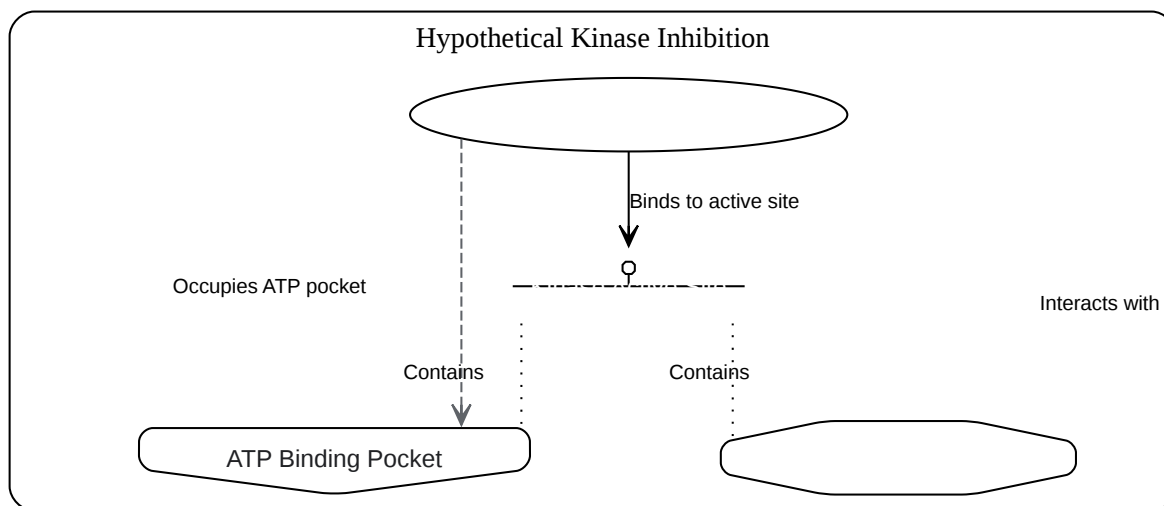 Hypothetical Kinase Inhibition
Binds to active site
Occupies ATP pocket
Interacts with
Contains
Contains
ATP Binding Pocket